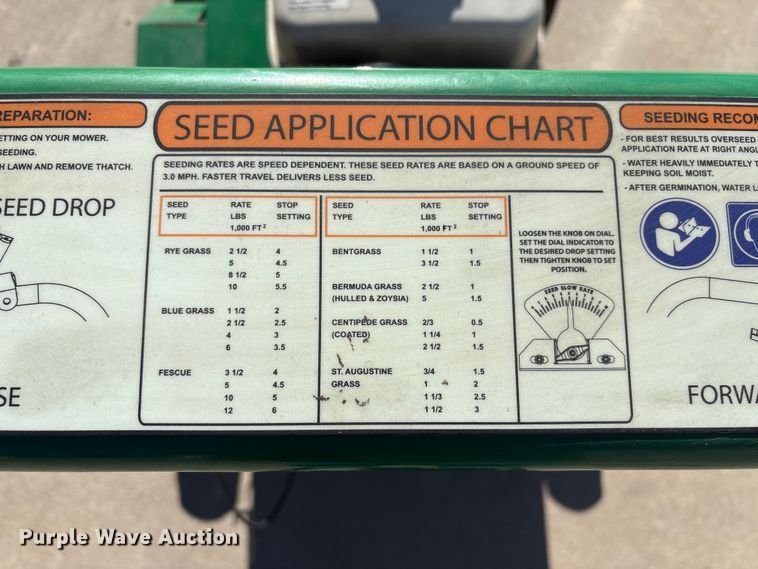 REPARATION:
ETTING ON YOUR MOWER.
SEEDING.
H LAWN AND REMOVE THATCH.
SEED DROP
SE
SEED APPLICATION CHART
SEEDING RATES ARE SPEED DEPENDENT. THESE SEED RATES ARE BASED ON A GROUND SPEED OF
3.0 MPH. FASTER TRAVEL DELIVERS LESS SEED.
SEED RATE STOP
TYPE LBS SETTING
1,000 FT²
RYE GRASS 2 1/2 4
5 4.5
8 1/2 5
10 5.5
BLUE GRASS 1 1/2 2
2 1/2 2.5
4 3
6 3.5
FESCUE 3 1/2 4
5 4.5
10 5
12 6
SEED RATE STOP
TYPE LBS SETTING
1,000 FT²
BENTGRASS 1 1/2 1
3 1/2 1.5
BERMUDA GRASS 2 1/2 1
(HULLED & ZOYSIA) 5 1.5
CENTIPEDE GRASS 2/3 0.5
(COATED) 1 1/4 1
2 1/2 1.5
ST. AUGUSTINE 3/4 1.5
GRASS 1 2
1 1/3 2.5
1 1/2 3
LOOSEN THE KNOB ON DIAL.
SET THE DIAL INDICATOR TO
THE DESIRED DROP SETTING
THEN TIGHTEN KNOB TO SET
POSITION.
SEED SLOW RATE
SEEDING RECOM
- FOR BEST RESULTS OVERSEED
APPLICATION RATE AT RIGHT ANGL
- WATER HEAVILY IMMEDIATELY T
KEEPING SOIL MOIST.
- AFTER GERMINATION, WATER L
FORWA
Purple Wave Auction